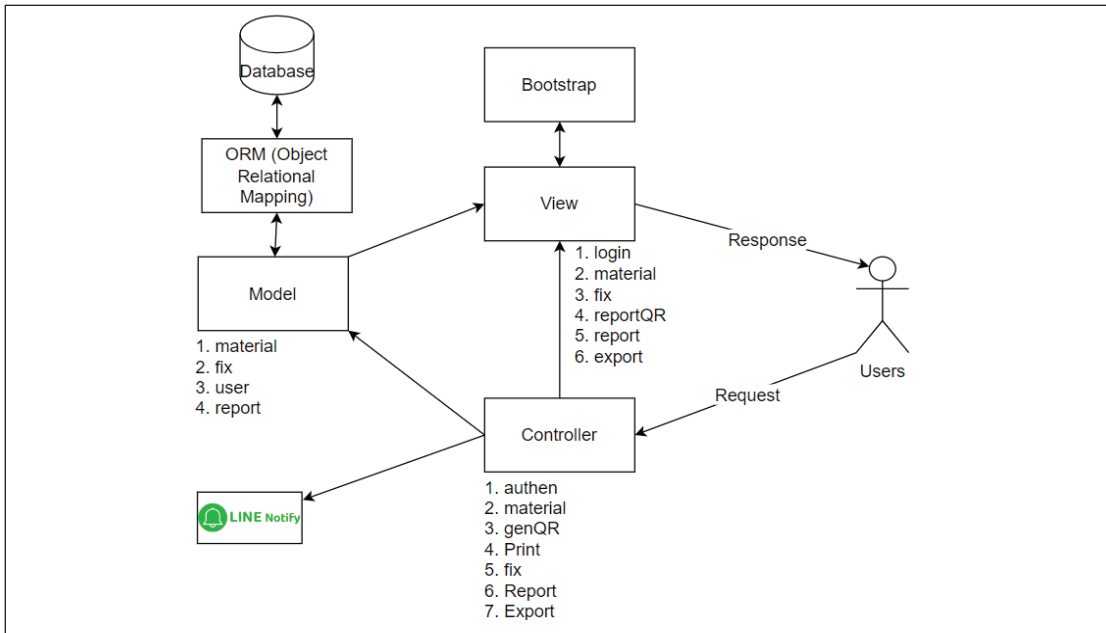 Database
Bootstrap
ORM (Object
Relational
Mapping)
View
Response
1. login
2. material
3. fix
4. reportQR
5. report
6. export
Model
1. material
2. fix
3. user
4. report
Users
Request
Controller
1. authen
2. material
3. genQR
4. Print
5. fix
6. Report
7. Export
LINE Notify